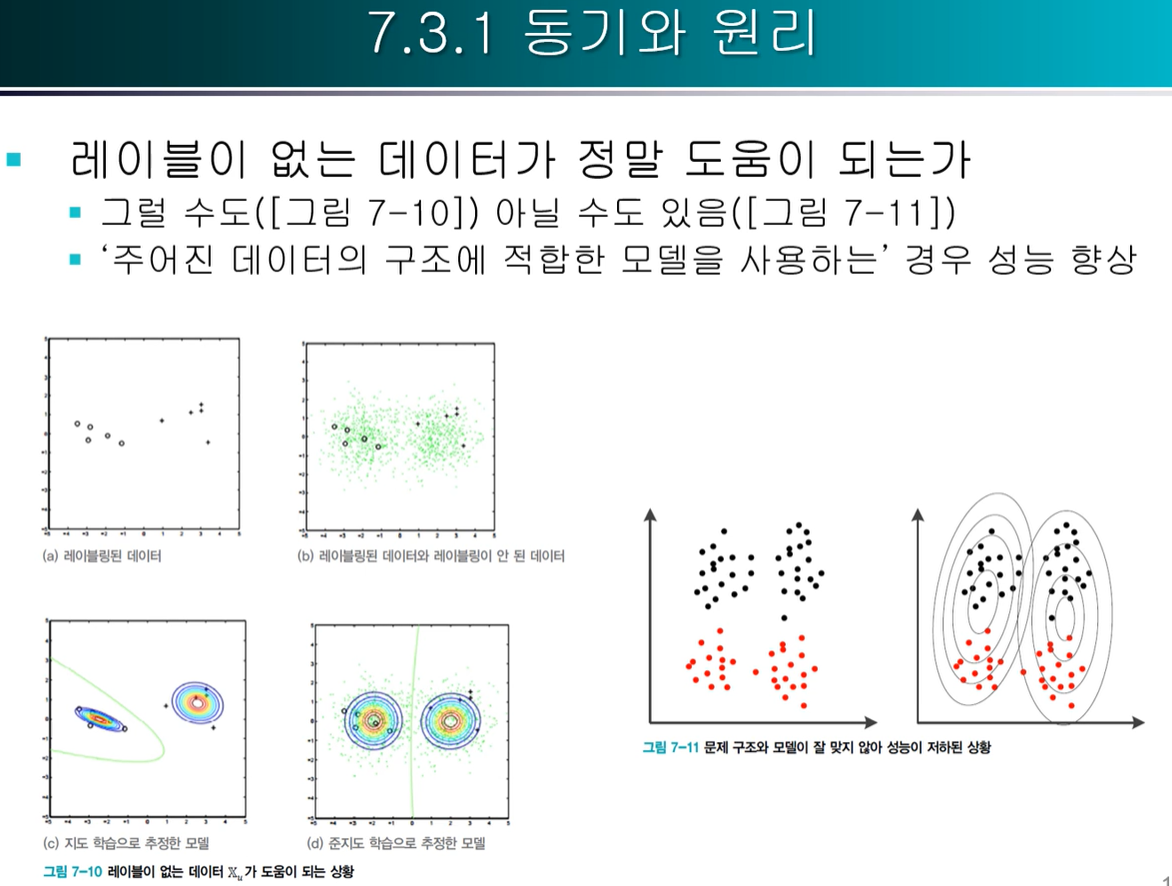 7.3.1 동기와 원리
레이블이 없는 데이터가 정말 도움이 되는가
그럴 수도([그림 7-10]) 아닐 수도 있음([그림 7-11])
‘주어진 데이터의 구조에 적합한 모델을 사용하는’ 경우 성능 향상
(a) 레이블링된 데이터
(b) 레이블링된 데이터와 레이블링이 안 된 데이터
(c) 지도 학습으로 추정한 모델
(d) 준지도 학습으로 추정한 모델
그림 7-10 레이블이 없는 데이터 𝕏u가 도움이 되는 상황
그림 7-11 문제 구조와 모델이 잘 맞지 않아 성능이 저하된 상황